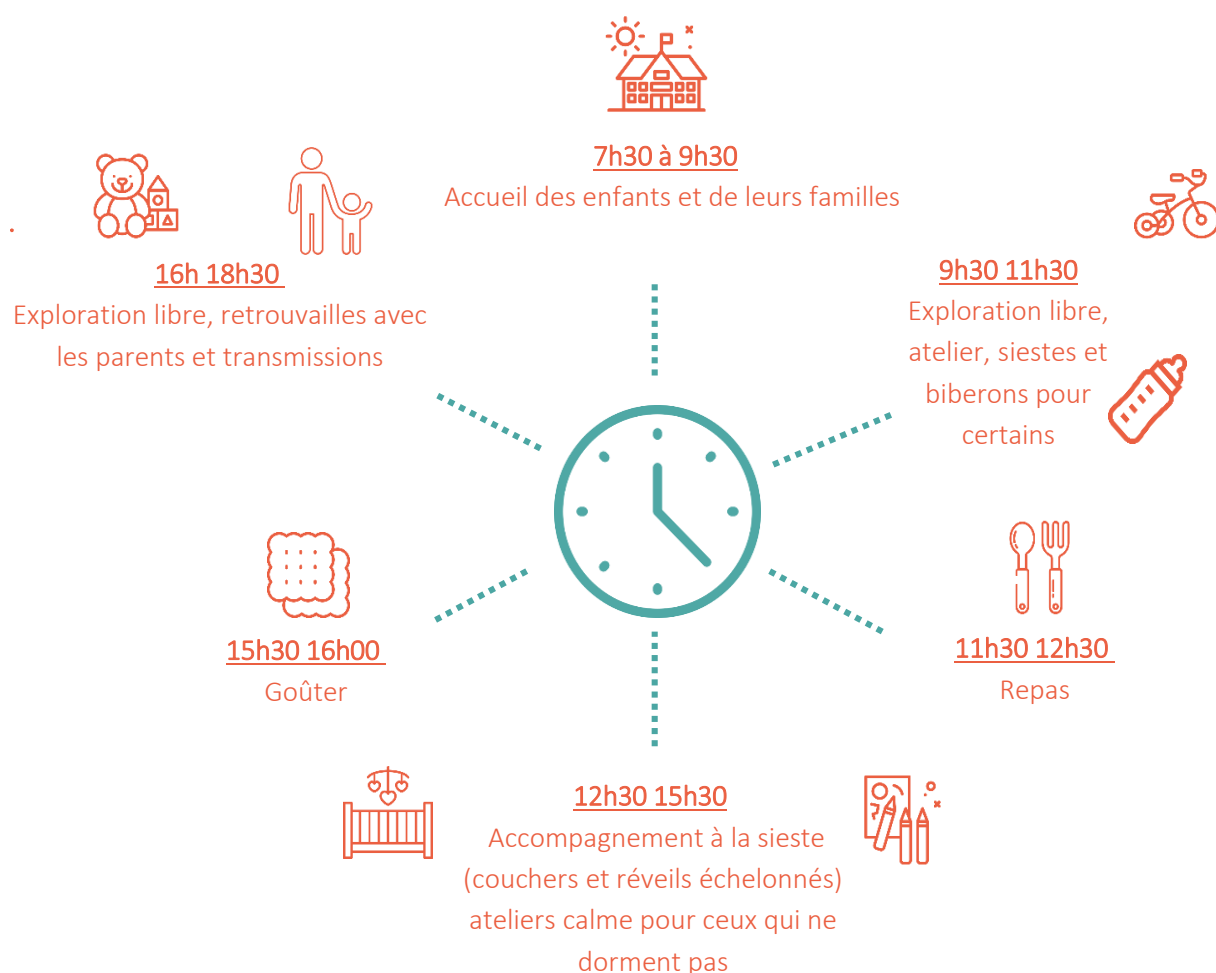 7h30 à 9h30
Accueil des enfants et de leurs familles
9h30 11h30
Exploration libre,
atelier, siestes et
biberons pour
certains
11h30 12h30
Repas
12h30 15h30
Accompagnement à la sieste
(couchers et réveils échelonnés)
ateliers calme pour ceux qui ne
dorment pas
15h30 16h00
Goûter
16h 18h30
Exploration libre, retrouvailles avec
les parents et transmissions
.